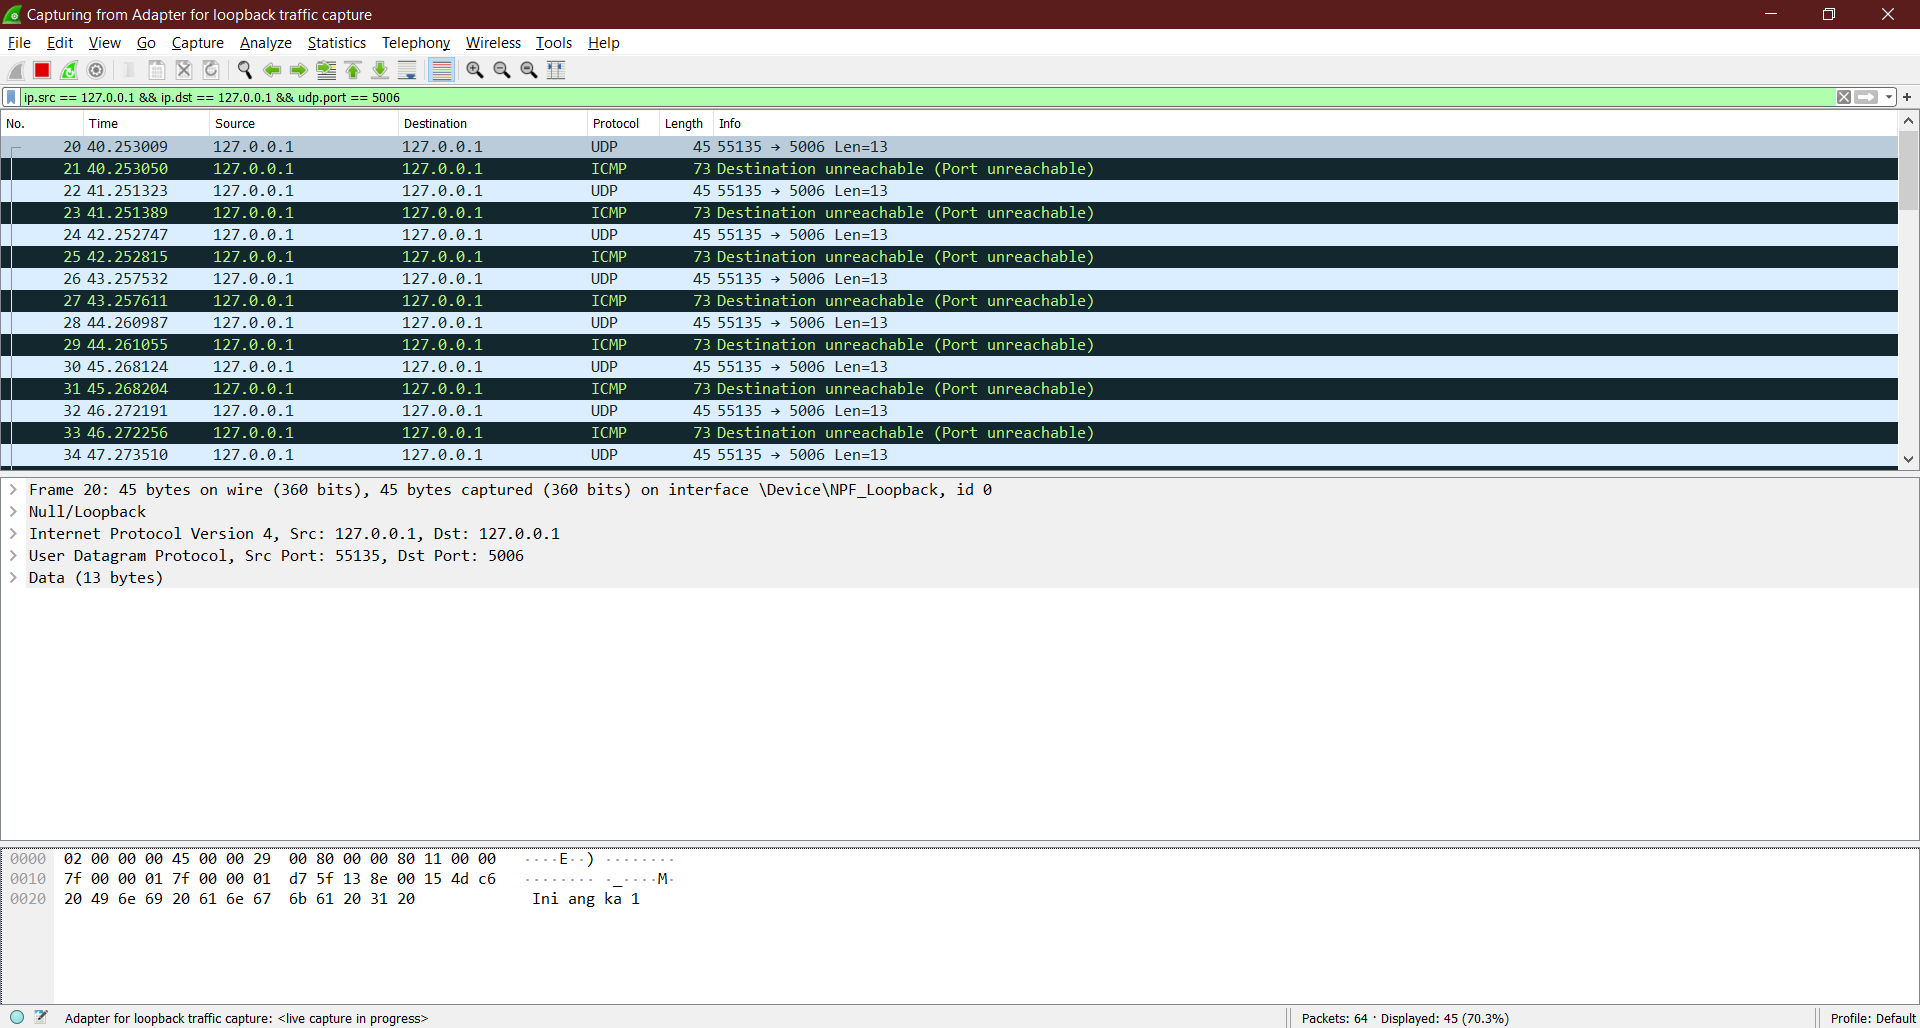 Capturing from Adapter for loopback traffic capture
File Edit View Go Capture Analyze Statistics Telephony Wireless Tools Help
ip.src == 127.0.0.1 && ip.dst == 127.0.0.1 && udp.port == 5006
No. Time Source Destination Protocol Length Info
20 40.253009 127.0.0.1 127.0.0.1 UDP 45 55135 → 5006 Len=13
21 40.253050 127.0.0.1 127.0.0.1 ICMP 73 Destination unreachable (Port unreachable)
22 41.251323 127.0.0.1 127.0.0.1 UDP 45 55135 → 5006 Len=13
23 41.251389 127.0.0.1 127.0.0.1 ICMP 73 Destination unreachable (Port unreachable)
24 42.252747 127.0.0.1 127.0.0.1 UDP 45 55135 → 5006 Len=13
25 42.252815 127.0.0.1 127.0.0.1 ICMP 73 Destination unreachable (Port unreachable)
26 43.257532 127.0.0.1 127.0.0.1 UDP 45 55135 → 5006 Len=13
27 43.257611 127.0.0.1 127.0.0.1 ICMP 73 Destination unreachable (Port unreachable)
28 44.260987 127.0.0.1 127.0.0.1 UDP 45 55135 → 5006 Len=13
29 44.261055 127.0.0.1 127.0.0.1 ICMP 73 Destination unreachable (Port unreachable)
30 45.268124 127.0.0.1 127.0.0.1 UDP 45 55135 → 5006 Len=13
31 45.268204 127.0.0.1 127.0.0.1 ICMP 73 Destination unreachable (Port unreachable)
32 46.272191 127.0.0.1 127.0.0.1 UDP 45 55135 → 5006 Len=13
33 46.272256 127.0.0.1 127.0.0.1 ICMP 73 Destination unreachable (Port unreachable)
34 47.273510 127.0.0.1 127.0.0.1 UDP 45 55135 → 5006 Len=13
Frame 20: 45 bytes on wire (360 bits), 45 bytes captured (360 bits) on interface \Device\NPF_Loopback, id 0
Null/Loopback
Internet Protocol Version 4, Src: 127.0.0.1, Dst: 127.0.0.1
User Datagram Protocol, Src Port: 55135, Dst Port: 5006
Data (13 bytes)
0000 02 00 00 00 45 00 00 29 00 80 00 00 80 11 00 00 ····E··) ········
0010 7f 00 00 01 7f 00 00 01 d7 5f 13 8e 00 15 4d c6 ········ ·_····M·
0020 20 49 6e 69 20 61 6e 67 6b 61 20 31 20 Ini ang ka 1
Adapter for loopback traffic capture: <live capture in progress> Packets: 64 · Displayed: 45 (70.3%) Profile: Default